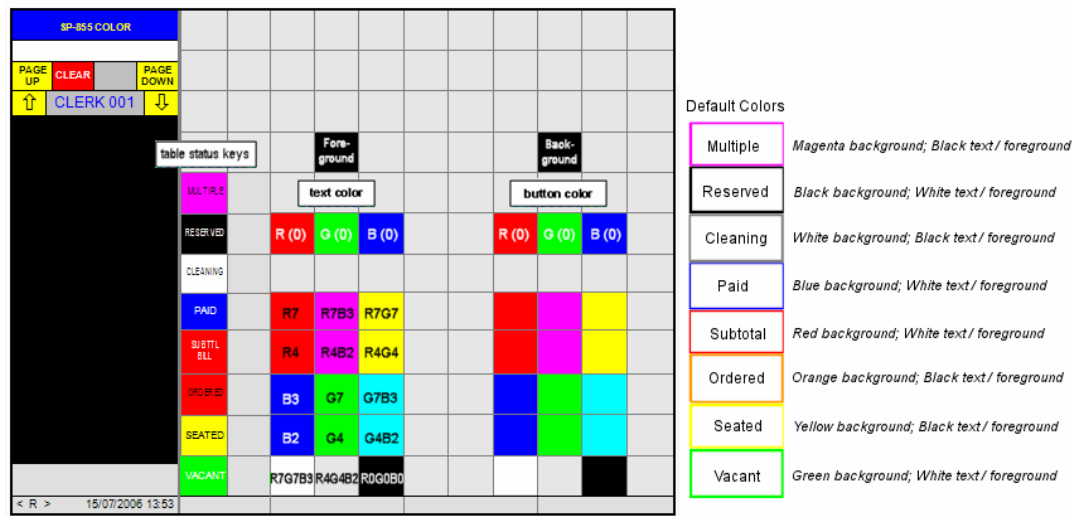 SP-855 COLOR
PAGE UP
CLEAR
PAGE DOWN
CLERK 001
table status keys
Fore-
ground
Back-
ground
MULTIPLE
text color
button color
RESERVED
R (0) G (0) B (0)
R (0) G (0) B (0)
CLEANING
PAID
R7 R7B3 R7G7
SUBTTL
BILL
R4 R4B2 R4G4
ORDERED
B3 G7 G7B3
SEATED
B2 G4 G4B2
VACANT
R7G7B3 R4G4B2 R0G0B0
< R > 15/07/2006 13:53
Default Colors
Multiple Magenta background; Black text / foreground
Reserved Black background; White text / foreground
Cleaning White background; Black text / foreground
Paid Blue background; White text / foreground
Subtotal Red background; White text / foreground
Ordered Orange background; Black text / foreground
Seated Yellow background; Black text / foreground
Vacant Green background; White text / foreground